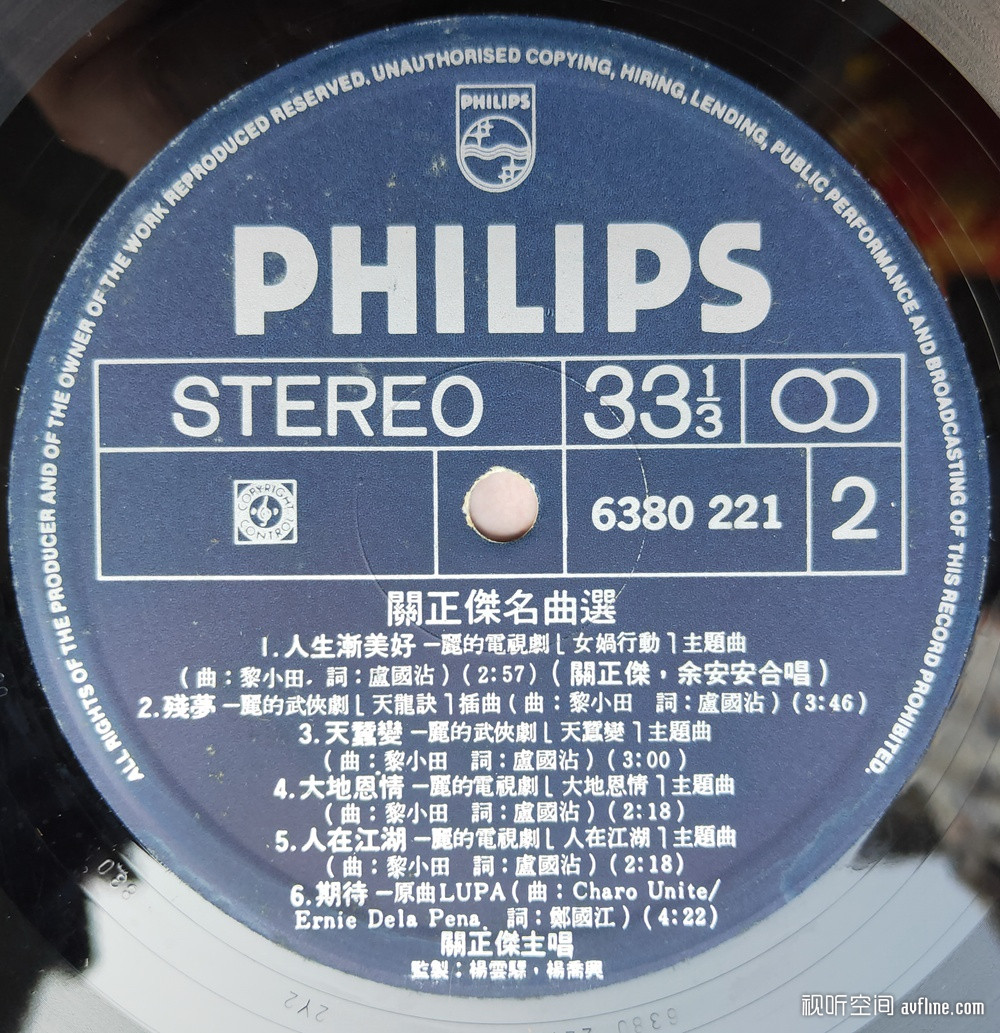 ALL RIGHTS OF THE PRODUCER AND OF THE OWNER OF THE WORK REPRODUCED RESERVED. UNAUTHORISED COPYING, HIRING, LENDING, PUBLIC PERFORMANCE AND BROADCASTING OF THIS RECORD PROHIBITED.
PHILIPS
PHILIPS
STEREO 33 1/3
COPYRIGHT CONTROL 6380 221 2
關正傑名曲選
1.人生漸美好 —麗的電視劇「女媧行動」主題曲
(曲：黎小田．詞：盧國沾)(2:57)(關正傑，余安安合唱)
2.殘夢 —麗的武俠劇「天龍訣」插曲(曲：黎小田 詞：盧國沾)(3:46)
3.天蠶變 —麗的武俠劇「天蠶變」主題曲
(曲：黎小田 詞：盧國沾)(3:00)
4.大地恩情 —麗的電視劇「大地恩情」主題曲
(曲：黎小田 詞：盧國沾)(2:18)
5.人在江湖 —麗的電視劇「人在江湖」主題曲
(曲：黎小田 詞：盧國沾)(2:18)
6.期待 —原曲LUPA(曲：Charo Unite/
Ernie Dela Pena 詞：鄭國江)(4:22)
關正傑主唱
監製：楊雲驃，楊喬興
2Y2
6380
视听空间 avfline.com